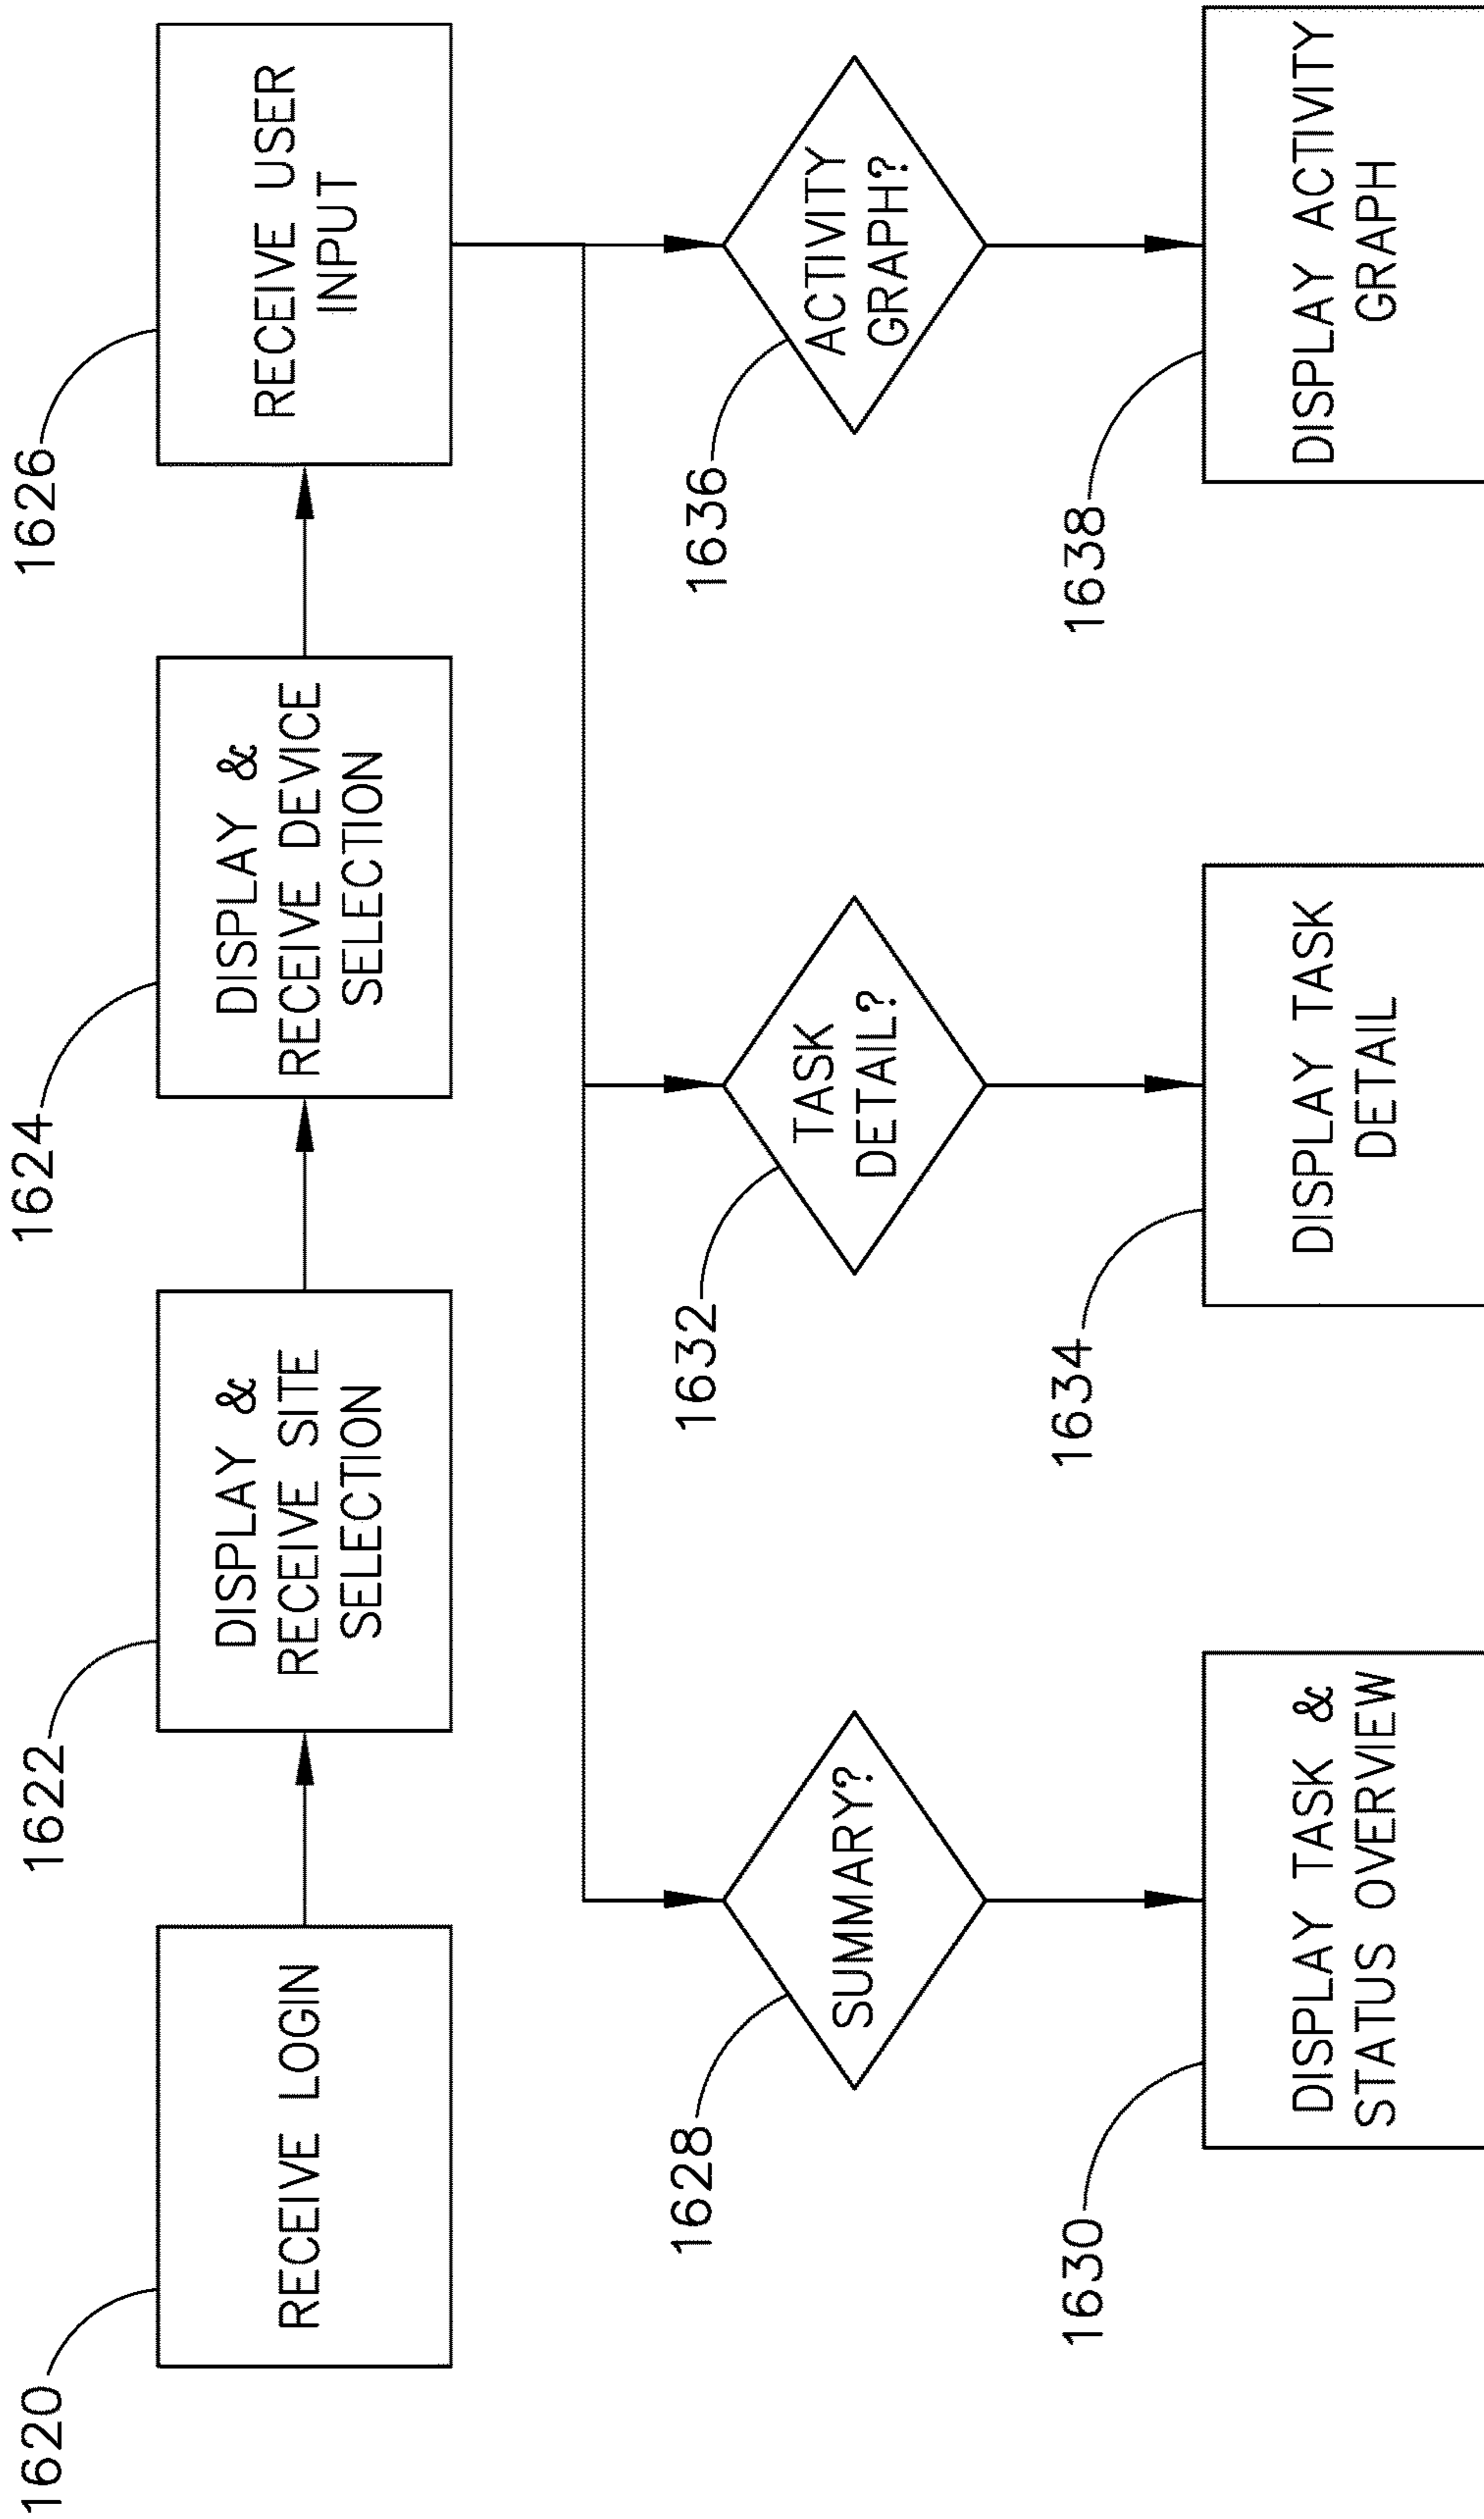 1620
RECEIVE LOGIN
1622
DISPLAY &
RECEIVE SITE
SELECTION
1624
DISPLAY &
RECEIVE DEVICE
SELECTION
1626
RECEIVE USER
INPUT
1628
SUMMARY?
1632
TASK
DETAIL?
1636
ACTIVITY
GRAPH?
1630
DISPLAY TASK &
STATUS OVERVIEW
1634
DISPLAY TASK
DETAIL
1638
DISPLAY ACTIVITY
GRAPH